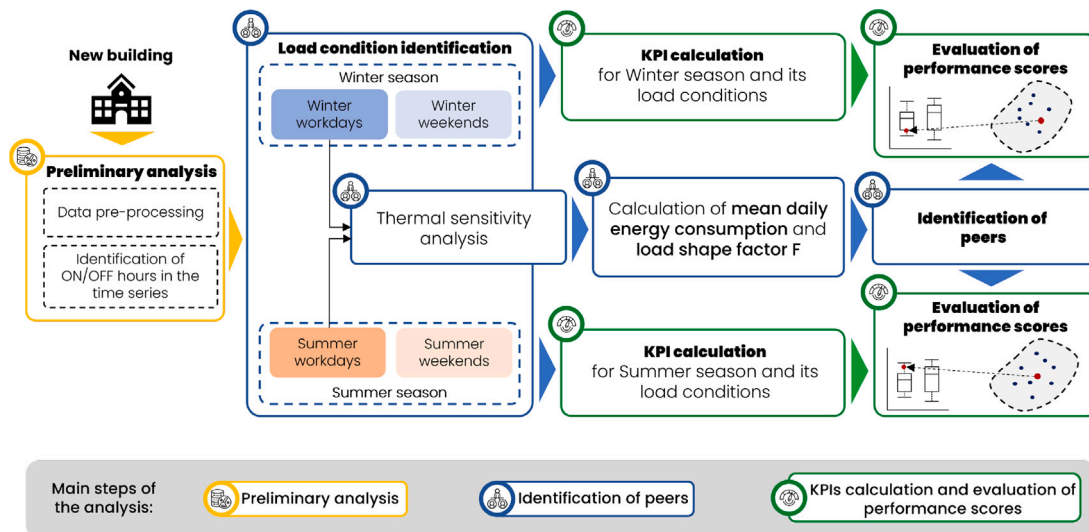 New building
Preliminary analysis
Data pre-processing
Identification of
ON/OFF hours in the
time series
Load condition identification
Winter season
Winter
workdays
Winter
weekends
Thermal sensitivity
analysis
Summer
workdays
Summer
weekends
Summer season
KPI calculation
for Winter season and its
load conditions
Evaluation of
performance scores
Calculation of mean daily
energy consumption and
load shape factor F
Identification of
peers
KPI calculation
for Summer season and its
load conditions
Evaluation of
performance scores
Main steps of
the analysis:
Preliminary analysis
Identification of peers
KPIs calculation and evaluation of
performance scores